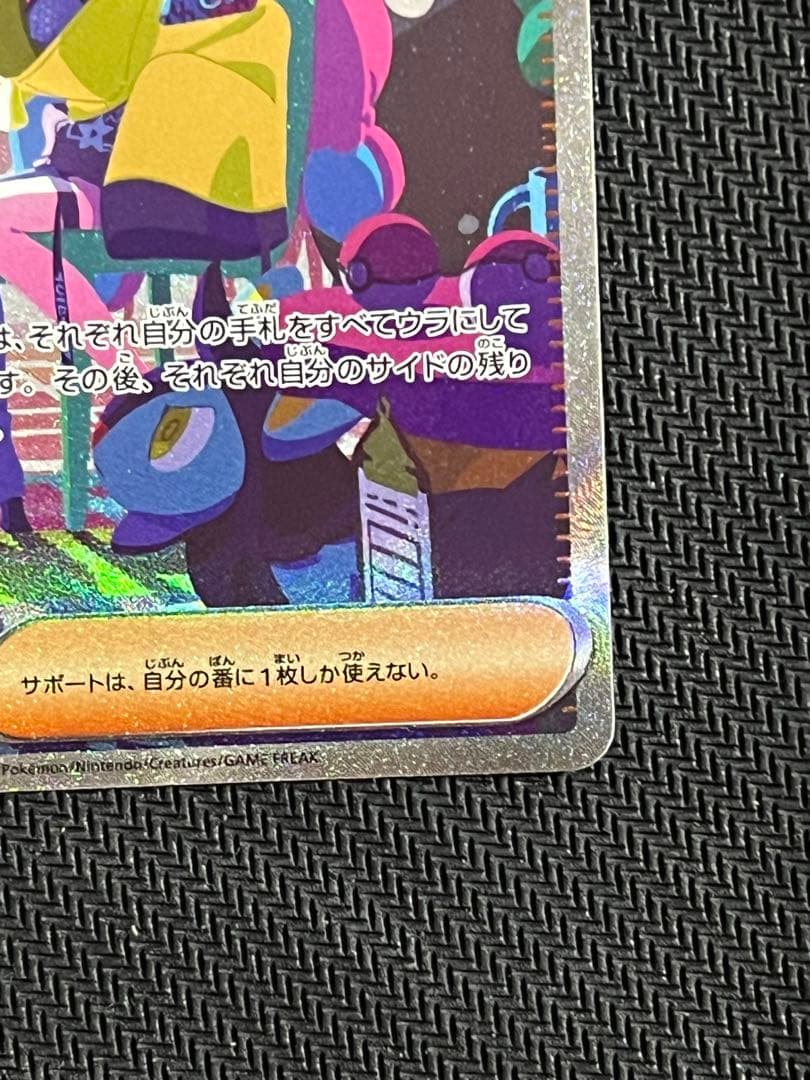 は、それぞれ自分の手札をすべてウラにして
す。その後、それぞれ自分のサイドの残り
サポートは、自分の番に1枚しか使えない。
Pokémon/Nintendo/Creatures/GAME FREAK